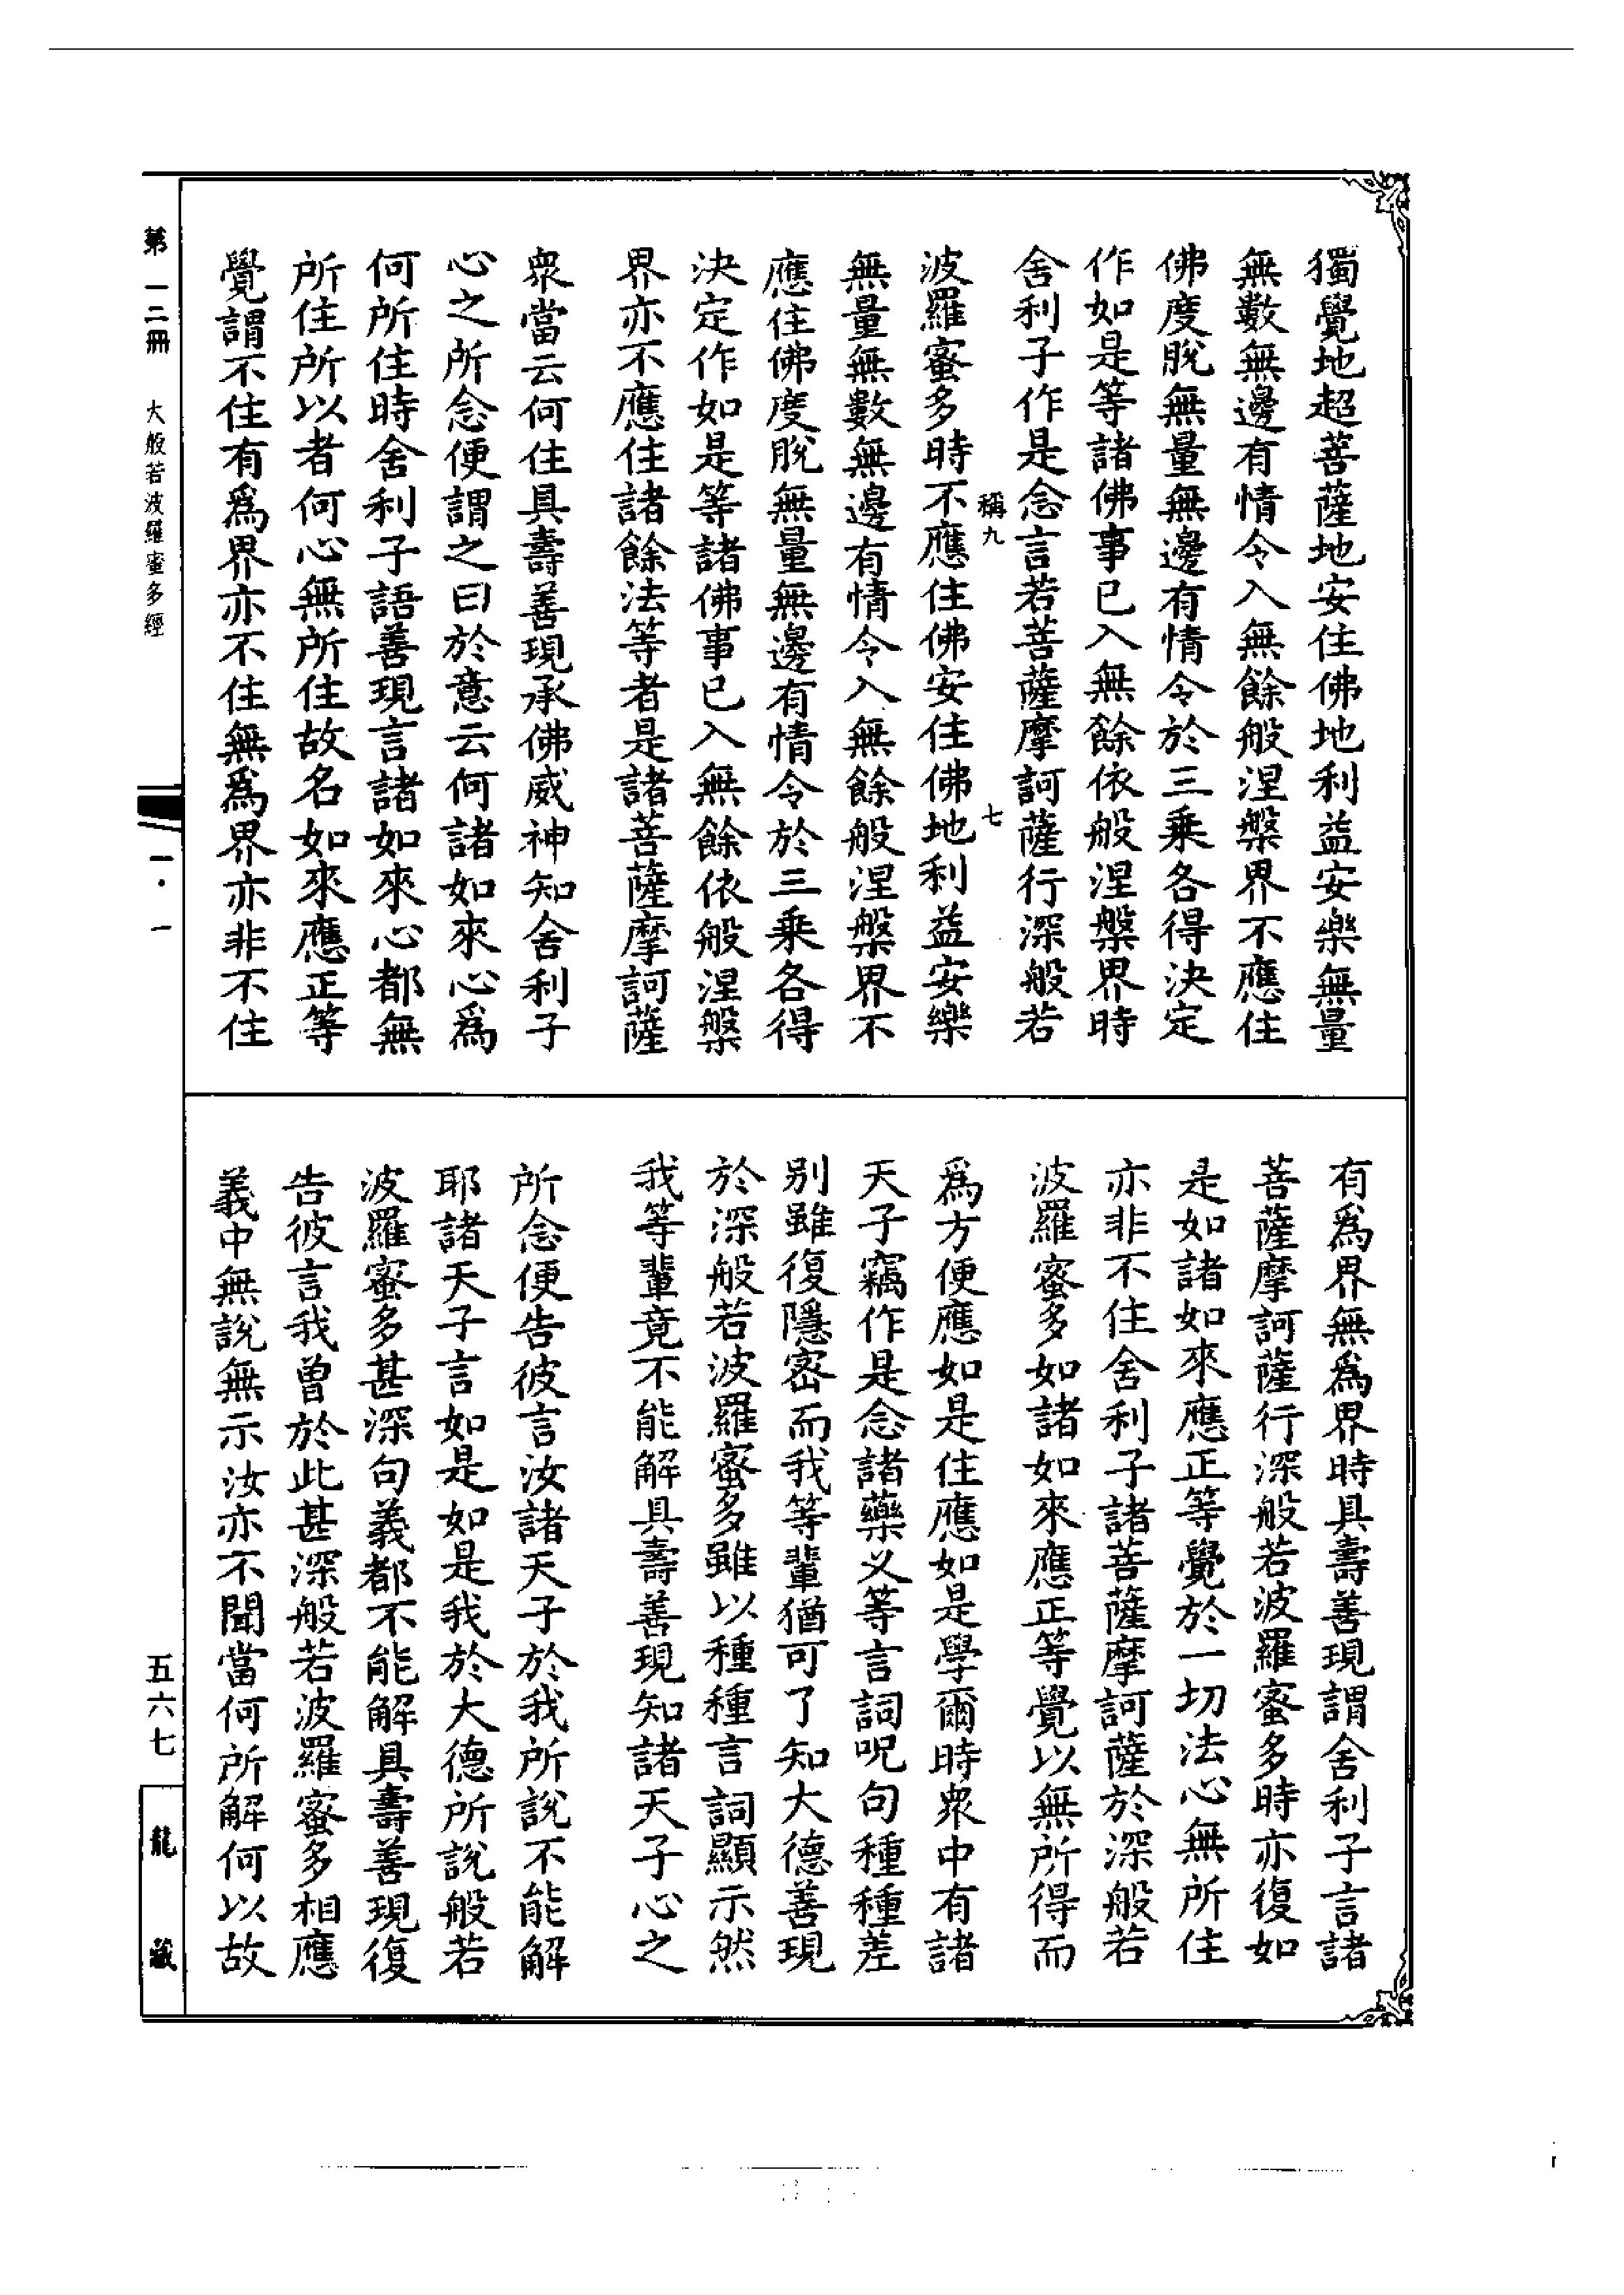 獨覺地超菩薩地安住佛地利益安樂無量
無數無邊有情令入無餘般涅槃界不應住
佛度脫無量無邊有情令於三乘各得決定
作如是等諸佛事已入無餘依般涅槃界時
舍利子作是念言若菩薩摩訶薩行深般若
稱九
七
波羅蜜多時不應住佛安住佛地利益安樂
無量無數無邊有情令入無餘般涅槃界不
應住佛度脫無量無邊有情令於三乘各得
決定作如是等諸佛事已入無餘依般涅槃
界亦不應住諸餘法等者是諸菩薩摩訶薩
衆當云何住具壽善現承佛威神知舍利子
心之所念便謂之曰於意云何諸如來心爲
何所住時舍利子語善現言諸如來心都無
所住所以者何心無所住故名如來應正等
覺謂不住有爲界亦不住無爲界亦非不住
有爲界無爲界時具壽善現謂舍利子言諸
菩薩摩訶薩行深般若波羅蜜多時亦復如
是如諸如來應正等覺於一切法心無所住
亦非不住舍利子諸菩薩摩訶薩於深般若
波羅蜜多如諸如來應正等覺以無所得而
爲方便應如是住應如是學爾時衆中有諸
天子竊作是念諸藥义等言詞呪句種種差
別雖復隱密而我等輩猶可了知大德善現
於深般若波羅蜜多雖以種種言詞顯示然
我等輩竟不能解具壽善現知諸天子心之
所念便告彼言汝諸天子於我所說不能解
耶諸天子言如是如是我於大德所說般若
波羅蜜多甚深句義都不能解具壽善現復
告彼言我曾於此甚深般若波羅蜜多相應
義中無說無示汝亦不聞當何所解何以故
第一二冊
大般若波羅蜜多經
一·一
五六七
龍藏